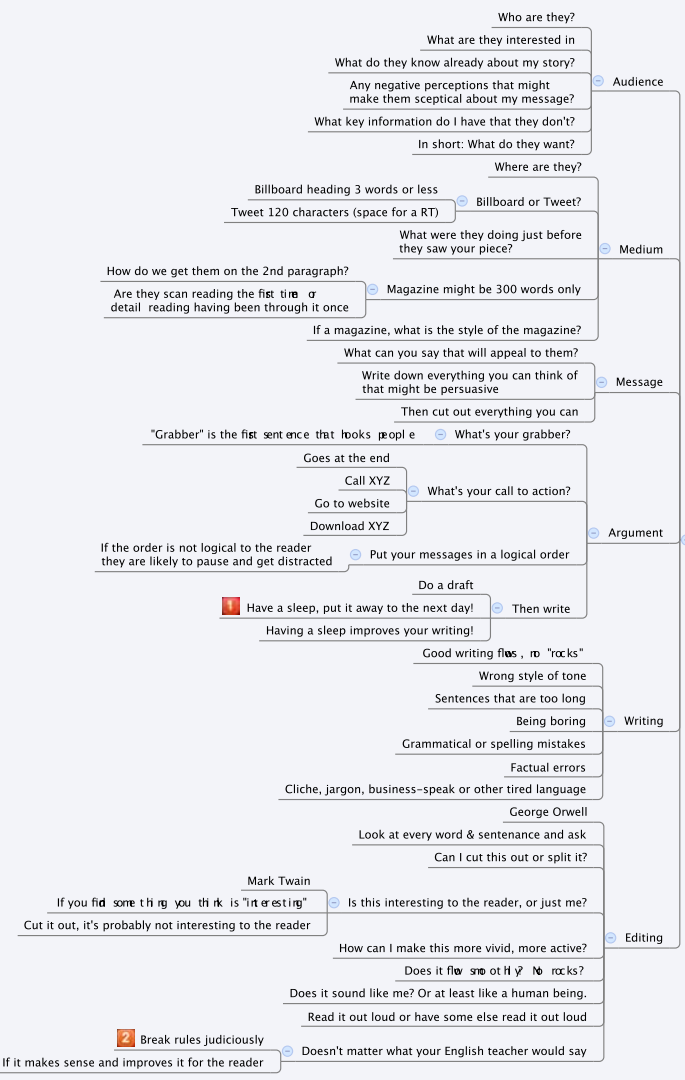 Who are they?
What are they interested in
What do they know already about my story?
Any negative perceptions that might
make them sceptical about my message?
What key information do I have that they don't?
In short: What do they want?
Audience
Where are they?
Billboard heading 3 words or less
Tweet 120 characters (space for a RT)
Billboard or Tweet?
What were they doing just before
they saw your piece?
Medium
How do we get them on the 2nd paragraph?
Are they scan reading the first time or
detail reading having been through it once
Magazine might be 300 words only
If a magazine, what is the style of the magazine?
What can you say that will appeal to them?
Write down everything you can think of
that might be persuasive
Then cut out everything you can
Message
"Grabber" is the first sentence that hooks people
What's your grabber?
Goes at the end
Call XYZ
Go to website
Download XYZ
What's your call to action?
If the order is not logical to the reader
they are likely to pause and get distracted
Put your messages in a logical order
Argument
Do a draft
1 Have a sleep, put it away to the next day!
Having a sleep improves your writing!
Then write
Good writing flows, no "rocks"
Wrong style of tone
Sentences that are too long
Being boring
Grammatical or spelling mistakes
Factual errors
Cliche, jargon, business-speak or other tired language
Writing
George Orwell
Look at every word & sentenance and ask
Can I cut this out or split it?
Mark Twain
If you find something you think is "interesting"
Cut it out, it's probably not interesting to the reader
Is this interesting to the reader, or just me?
How can I make this more vivid, more active?
Does it flow smoothly? No rocks?
Does it sound like me? Or at least like a human being.
Read it out loud or have some else read it out loud
Editing
2 Break rules judiciously
If it makes sense and improves it for the reader
Doesn't matter what your English teacher would say